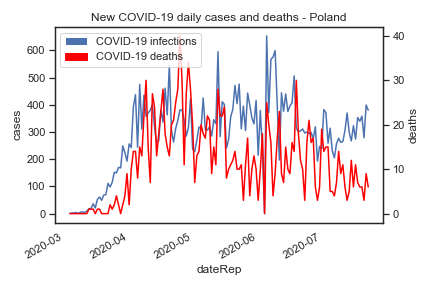 New COVID-19 daily cases and deaths - Poland
COVID-19 infections
COVID-19 deaths
600
500
400
300
200
100
0
cases
40
30
20
10
0
deaths
2020-03
2020-04
2020-05
2020-06
2020-07
dateRep